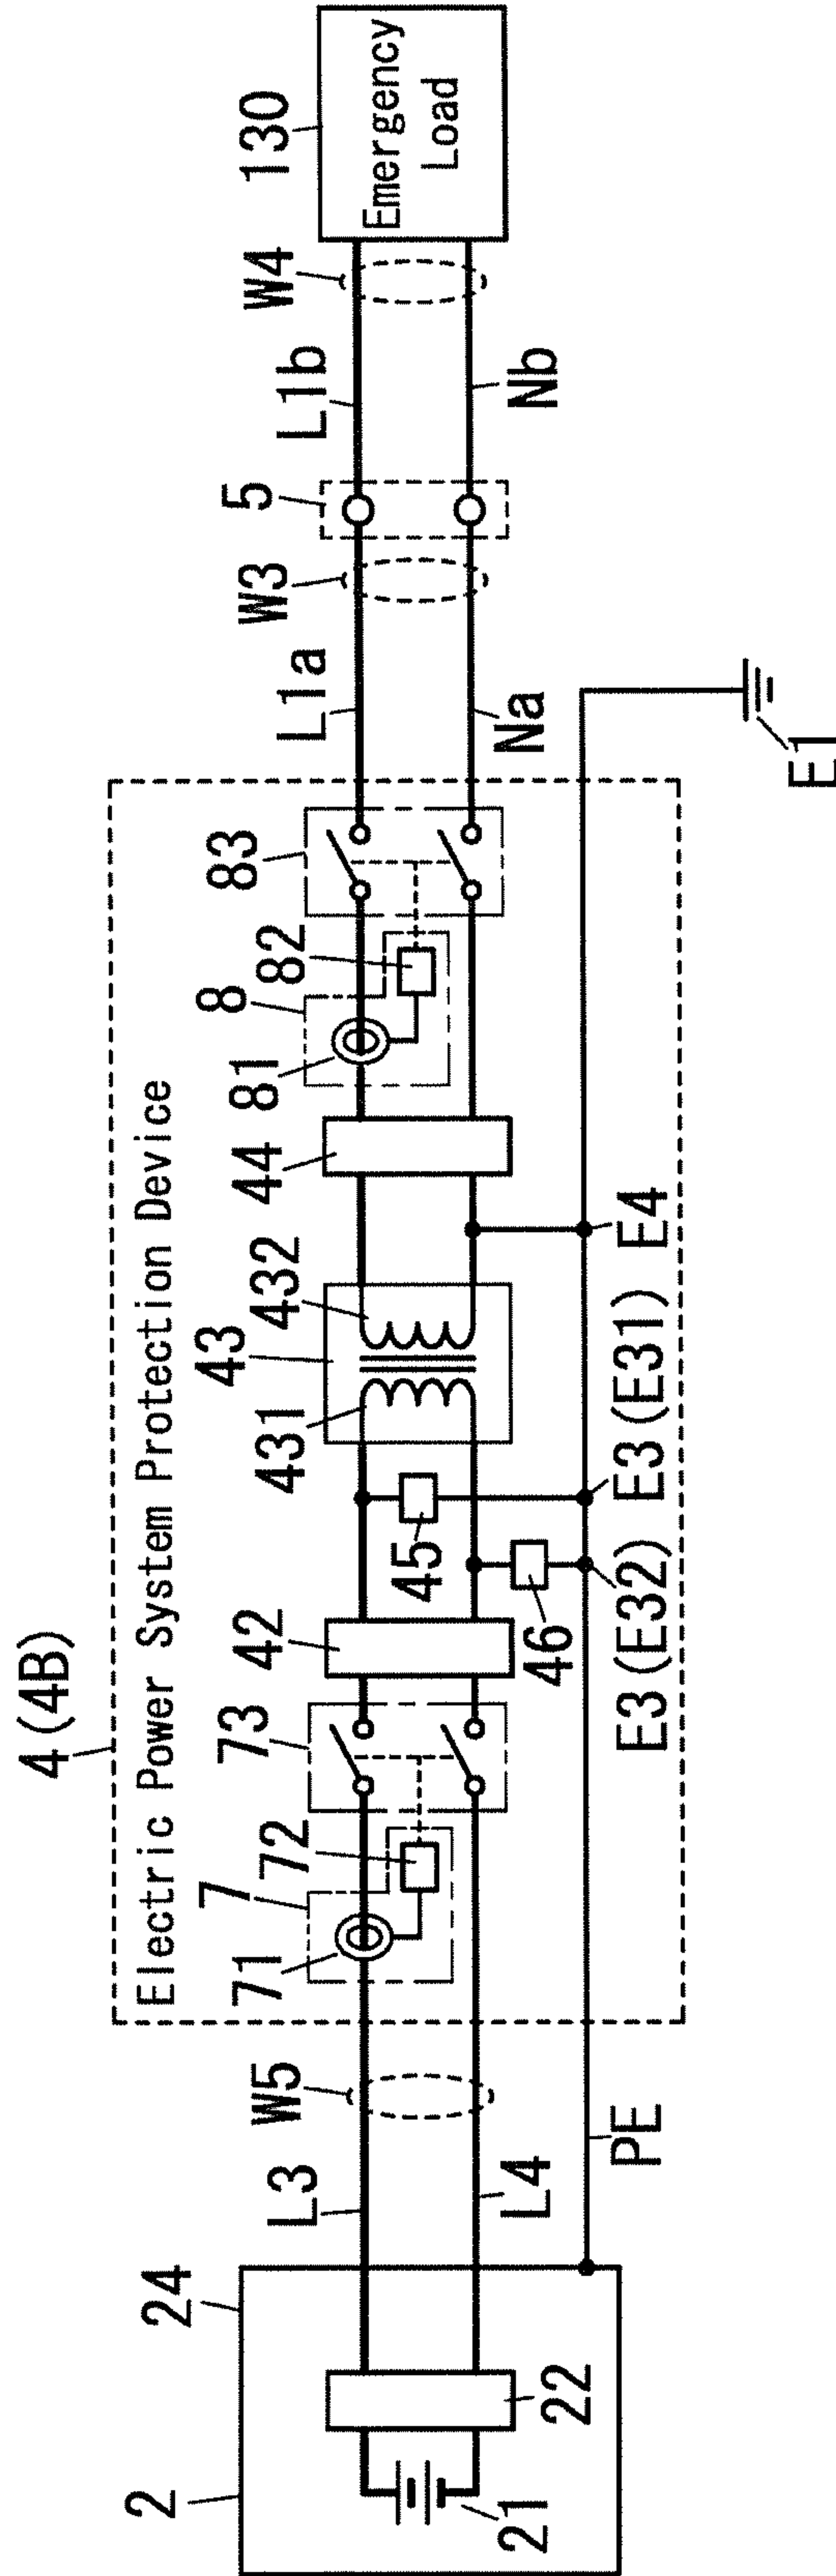 4(4B)
Electric Power System Protection Device
2
24
L3
W5
7
71
72
73
42
43
431
432
44
8
81
82
83
L1a
W3
5
L1b
W4
130
Emergency
Load
21
22
L4
PE
46
45
E3(E32)
E3(E31)
E4
Na
E1
Nb